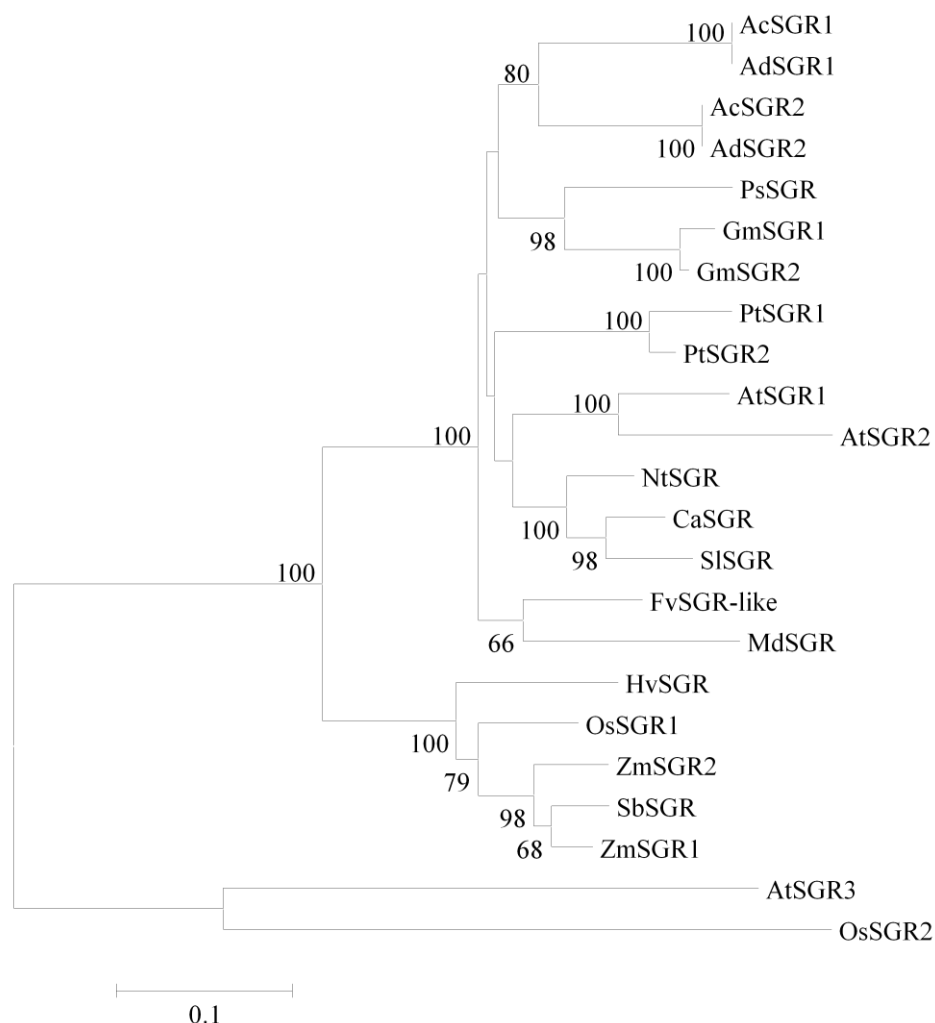 100 AcSGR1
AdSGR1
80
AcSGR2
100 AdSGR2
PsSGR
GmSGR1
98
100 GmSGR2
100 PtSGR1
PtSGR2
100 AtSGR1
AtSGR2
100
NtSGR
CaSGR
100
98 SlSGR
100
FvSGR-like
66 MdSGR
HvSGR
OsSGR1
100
ZmSGR2
79
SbSGR
98
68 ZmSGR1
AtSGR3
OsSGR2
0.1